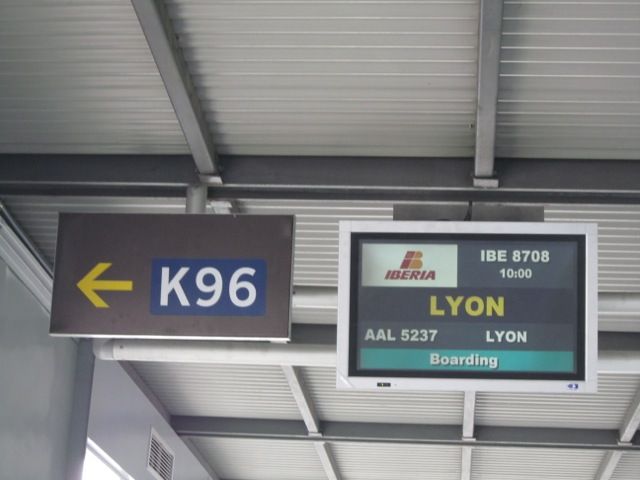 K96
IBERIA
IBE 8708
10:00
LYON
AAL 5237 LYON
Boarding